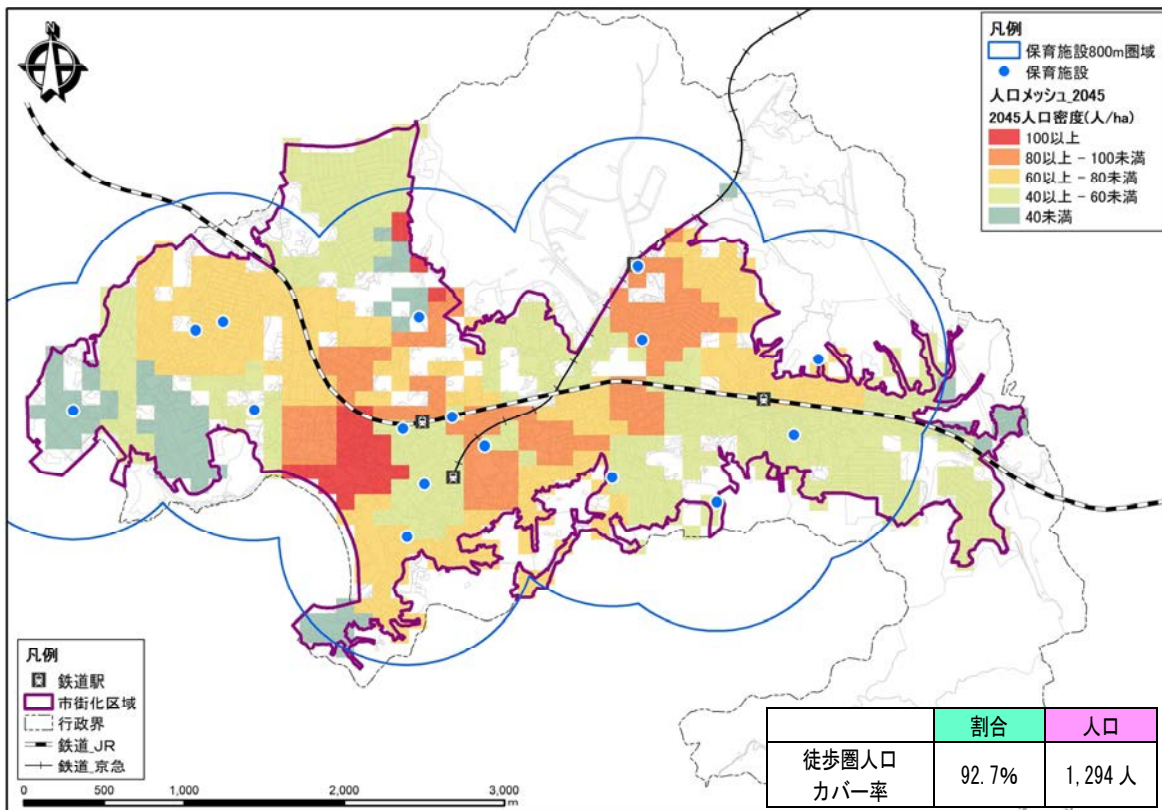 N
凡例
保育施設800m圏域
保育施設
人口メッシュ_2045
2045人口密度(人/ha)
100以上
80以上 - 100未満
60以上 - 80未満
40以上 - 60未満
40未満
凡例
鉄道駅
市街化区域
行政界
鉄道_JR
鉄道_京急
0 500 1,000 2,000 3,000
m
割合 人口
徒歩圏人口
カバー率 92.7% 1,294 人